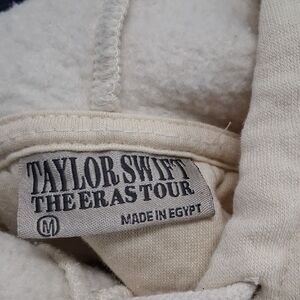 TAYLOR SWIFT
THE ERAS TOUR
M MADE IN EGYPT